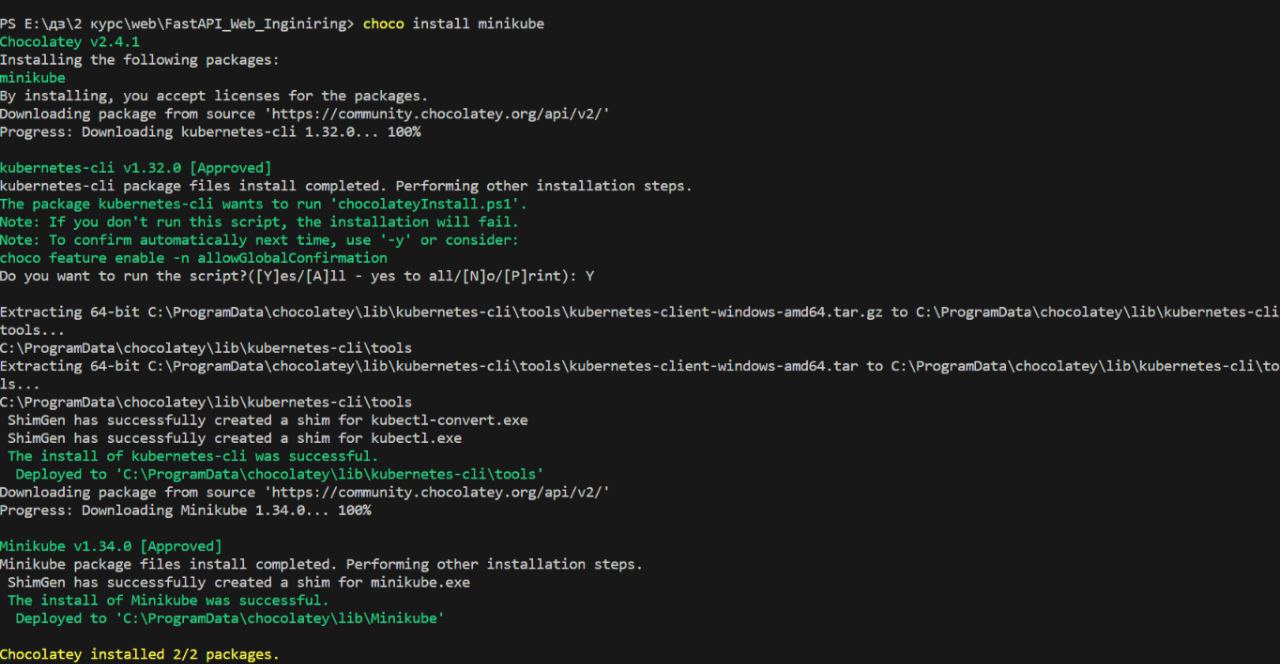 PS E:\дз\2 курс\web\FastAPI_Web_Inginiring> choco install minikube
Chocolatey v2.4.1
Installing the following packages:
minikube
By installing, you accept licenses for the packages.
Downloading package from source 'https://community.chocolatey.org/api/v2/'
Progress: Downloading kubernetes-cli 1.32.0... 100%
kubernetes-cli v1.32.0 [Approved]
kubernetes-cli package files install completed. Performing other installation steps.
The package kubernetes-cli wants to run 'chocolateyInstall.ps1'.
Note: If you don't run this script, the installation will fail.
Note: To confirm automatically next time, use '-y' or consider:
choco feature enable -n allowGlobalConfirmation
Do you want to run the script?([Y]es/[A]ll - yes to all/[N]o/[P]rint): Y
Extracting 64-bit C:\ProgramData\chocolatey\lib\kubernetes-cli\tools\kubernetes-client-windows-amd64.tar.gz to C:\ProgramData\chocolatey\lib\kubernetes-cli
tools...
C:\ProgramData\chocolatey\lib\kubernetes-cli\tools
Extracting 64-bit C:\ProgramData\chocolatey\lib\kubernetes-cli\tools\kubernetes-client-windows-amd64.tar to C:\ProgramData\chocolatey\lib\kubernetes-cli\to
ls...
C:\ProgramData\chocolatey\lib\kubernetes-cli\tools
ShimGen has successfully created a shim for kubectl-convert.exe
ShimGen has successfully created a shim for kubectl.exe
The install of kubernetes-cli was successful.
Deployed to 'C:\ProgramData\chocolatey\lib\kubernetes-cli\tools'
Downloading package from source 'https://community.chocolatey.org/api/v2/'
Progress: Downloading Minikube 1.34.0... 100%
Minikube v1.34.0 [Approved]
Minikube package files install completed. Performing other installation steps.
ShimGen has successfully created a shim for minikube.exe
The install of Minikube was successful.
Deployed to 'C:\ProgramData\chocolatey\lib\Minikube'
Chocolatey installed 2/2 packages.